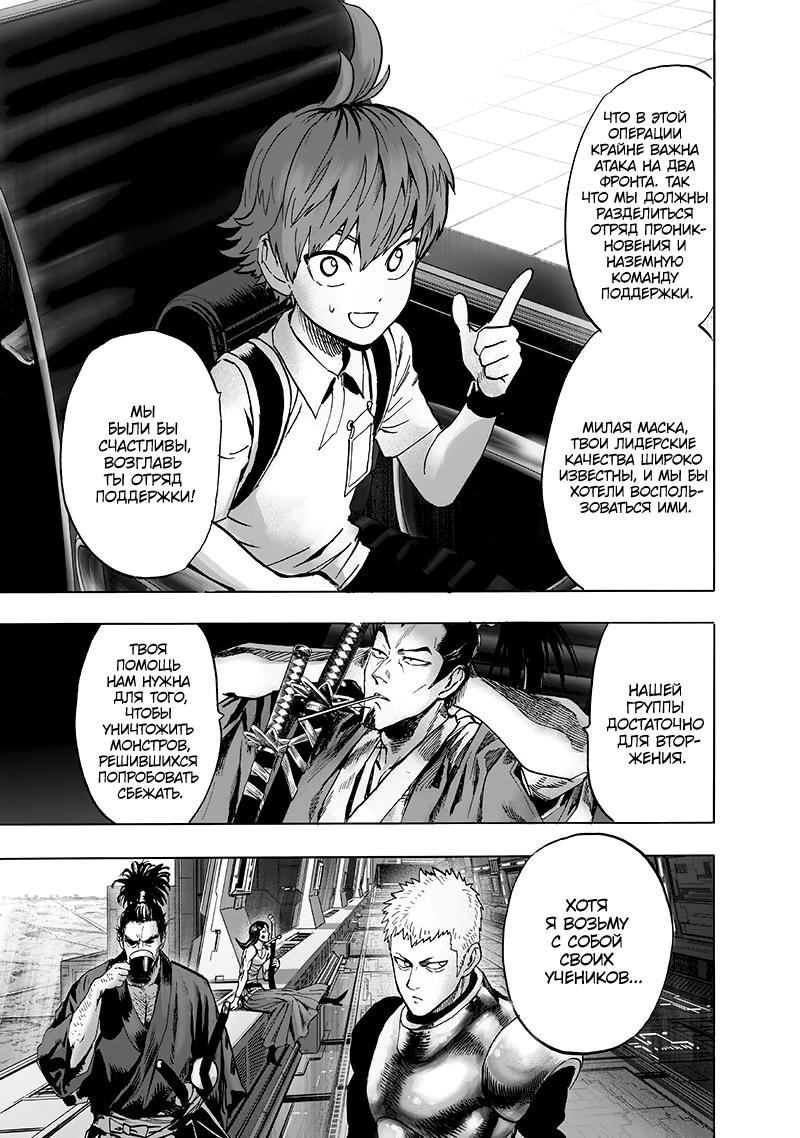 ЧТО В ЭТОЙ
ОПЕРАЦИИ
КРАЙНЕ ВАЖНА
АТАКА НА ДВА
ФРОНТА. ТАК
ЧТО МЫ ДОЛЖНЫ
РАЗДЕЛИТЬСЯ
ОТРЯД ПРОНИК-
НОВЕНИЯ И
НАЗЕМНУЮ
КОМАНДУ
ПОДДЕРЖКИ.
МИЛАЯ МАСКА,
ТВОИ ЛИДЕРСКИЕ
КАЧЕСТВА ШИРОКО
ИЗВЕСТНЫ, И МЫ БЫ
ХОТЕЛИ ВОСПОЛЬ-
ЗОВАТЬСЯ ИМИ.
МЫ
БЫЛИ БЫ
СЧАСТЛИВЫ,
ВОЗГЛАВЬ
ТЫ ОТРЯД
ПОДДЕРЖКИ!
НАШЕЙ
ГРУППЫ
ДОСТАТОЧНО
ДЛЯ ВТОР-
ЖЕНИЯ.
ТВОЯ
ПОМОЩЬ
НАМ НУЖНА
ДЛЯ ТОГО,
ЧТОБЫ
УНИЧТОЖИТЬ
МОНСТРОВ,
РЕШИВШИХСЯ
ПОПРОБОВАТЬ
СБЕЖАТЬ.
ХОТЯ
Я ВОЗЬМУ
С СОБОЙ
СВОИХ
УЧЕНИКОВ...